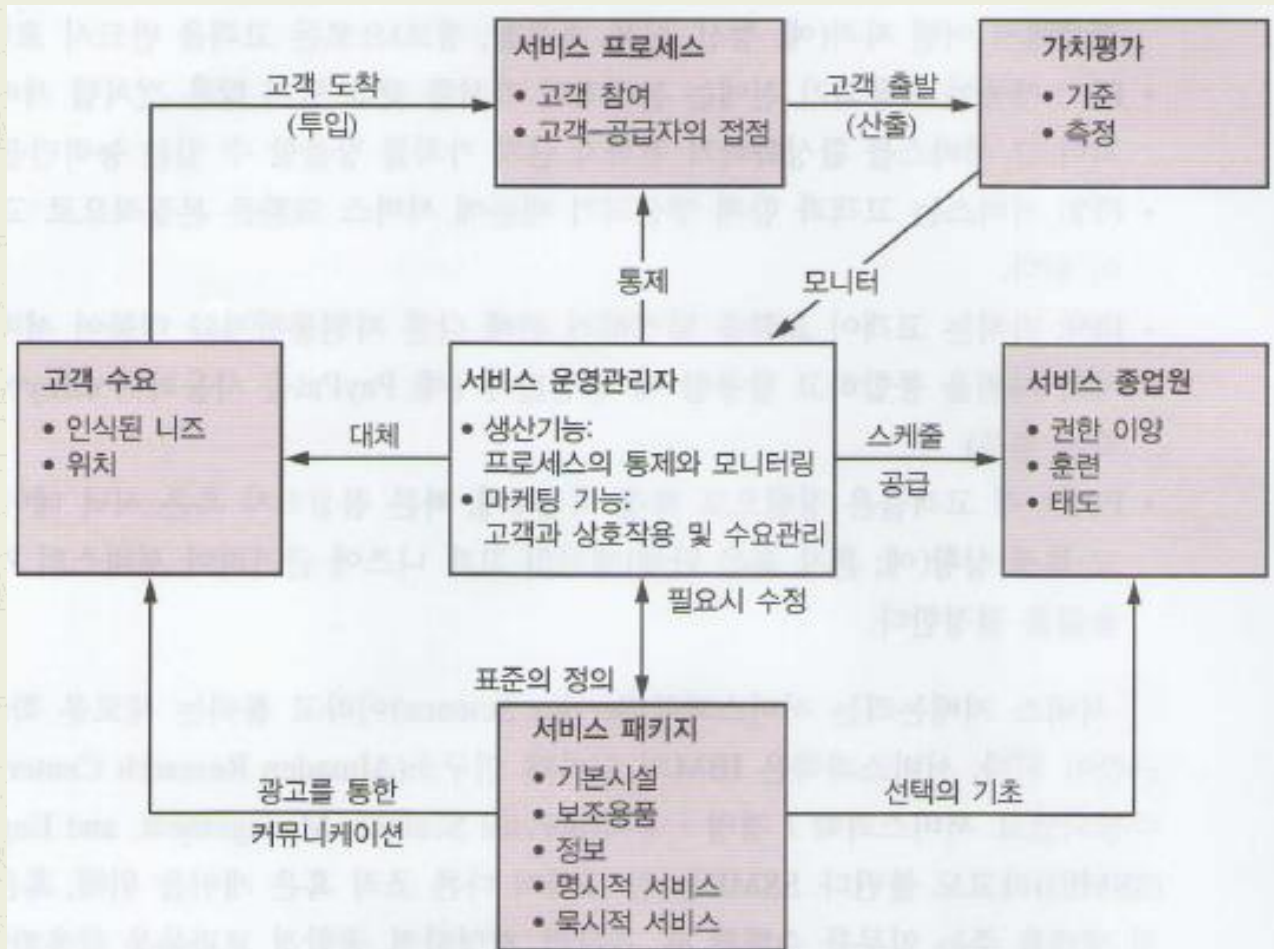 서비스 프로세스
• 고객 참여
• 고객-공급자의 접점
가치평가
• 기준
• 측정
고객 도착
(투입)
고객 출발
(산출)
통제
모니터
고객 수요
• 인식된 니즈
• 위치
대체
서비스 운영관리자
• 생산기능:
프로세스의 통제와 모니터링
• 마케팅 기능:
고객과 상호작용 및 수요관리
스케줄
공급
서비스 종업원
• 권한 이양
• 훈련
• 태도
필요시 수정
표준의 정의
서비스 패키지
• 기본시설
• 보조용품
• 정보
• 명시적 서비스
• 묵시적 서비스
광고를 통한
커뮤니케이션
선택의 기초